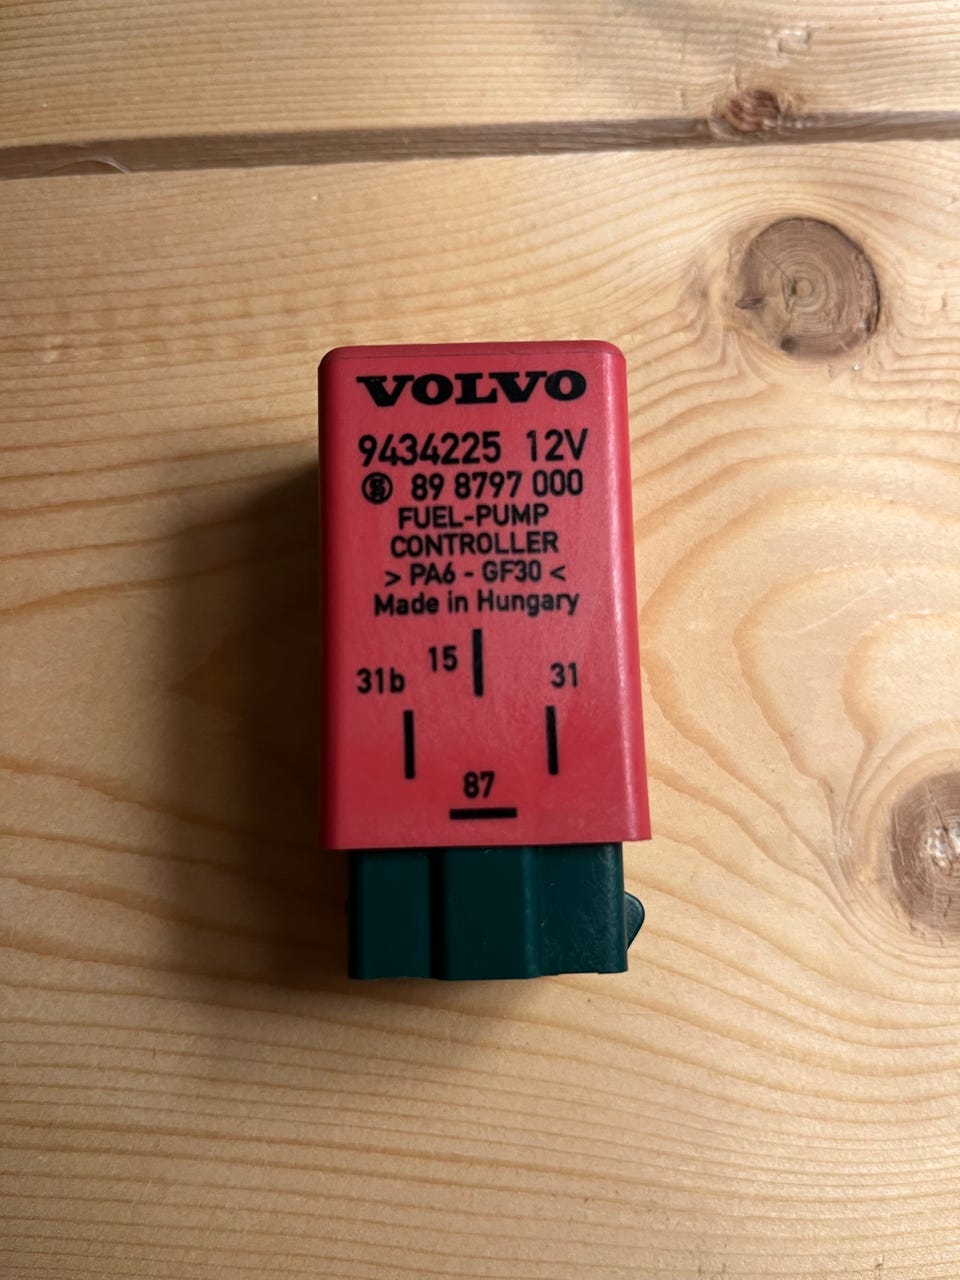 VOLVO
9434225 12V
89 8797 000
FUEL-PUMP
CONTROLLER
> PA6 - GF30 <
Made in Hungary
15
31b
31
87